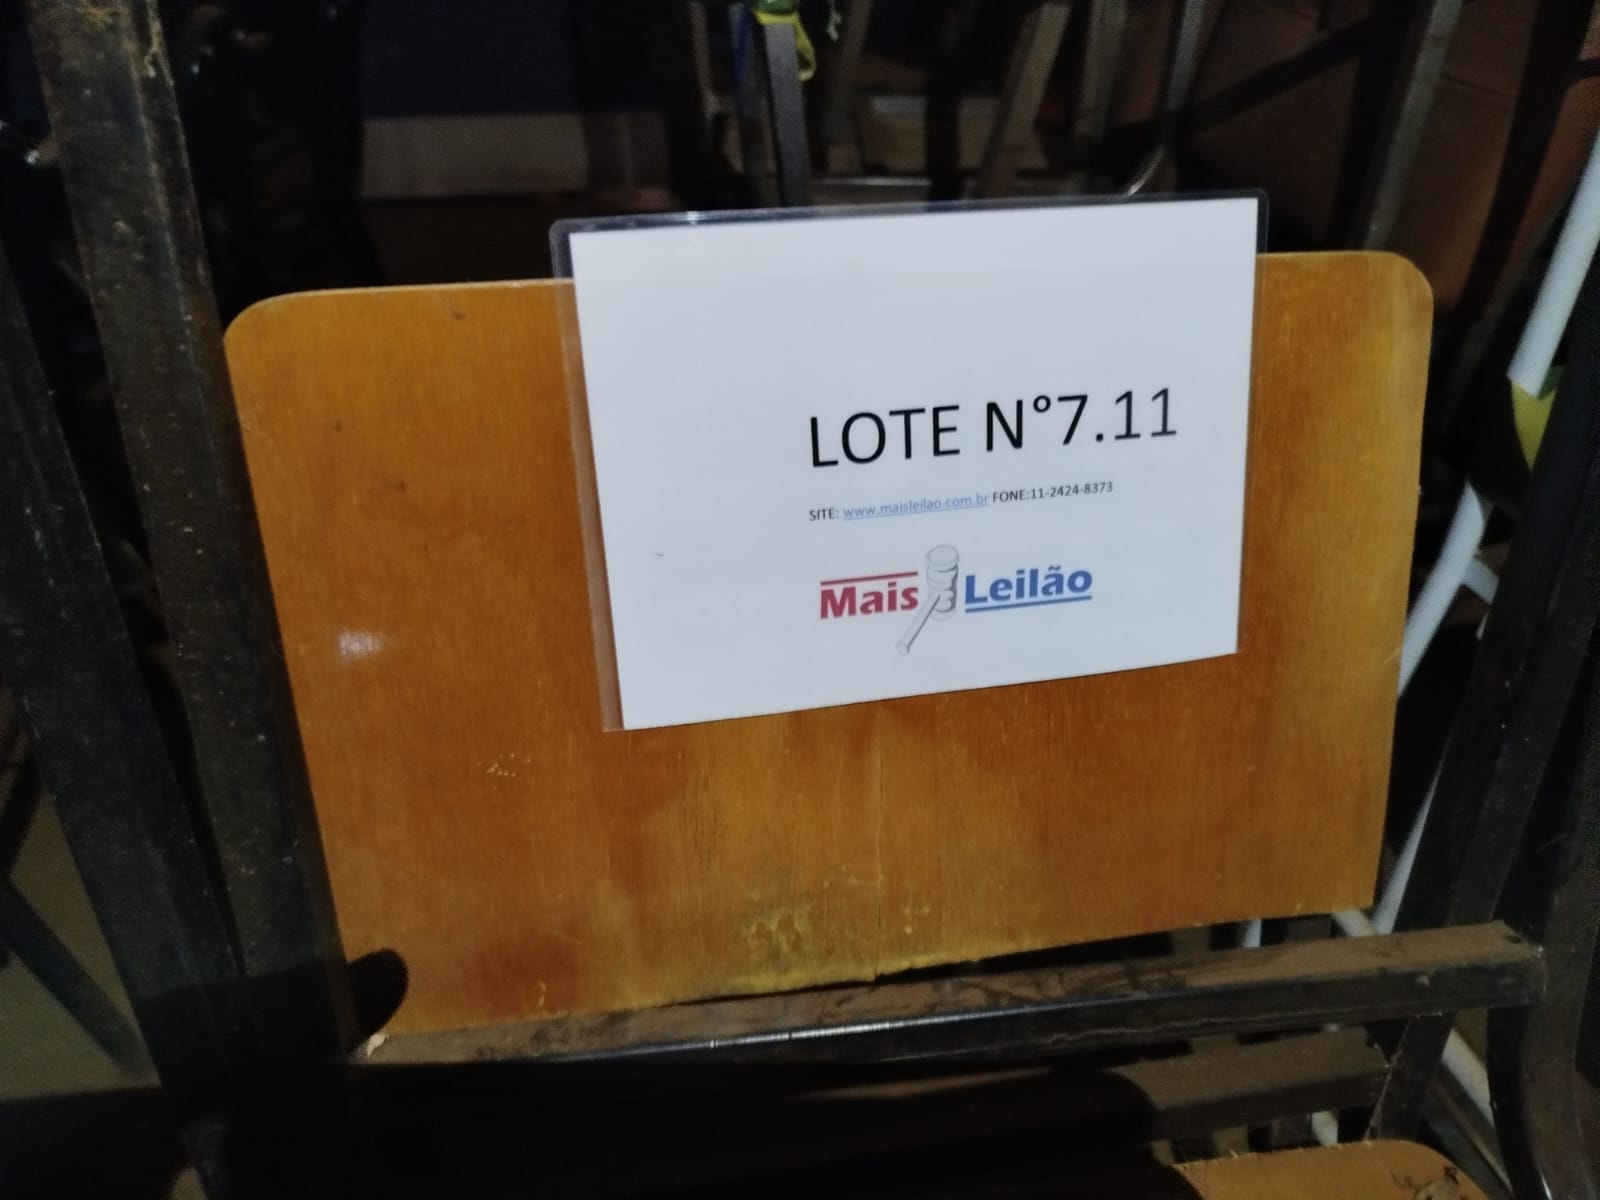 LOTE N°7.11
SITE: www.maisleilao.com.br FONE:11-2424-8373
Mais Leilão